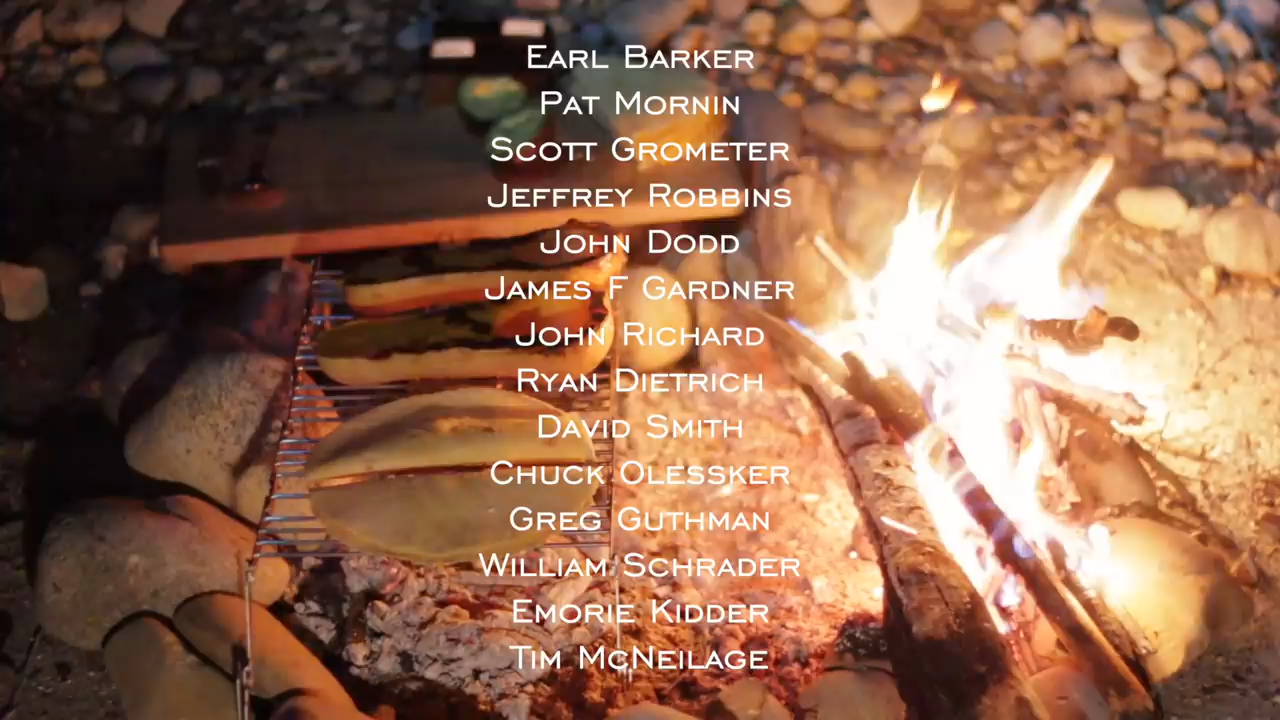 Earl Barker
Pat Mornin
Scott Grometer
Jeffrey Robbins
John Dodd
James F Gardner
John Richard
Ryan Dietrich
David Smith
Chuck Olessker
Greg Guthman
William Schrader
Emorie Kidder
Tim McNeilage